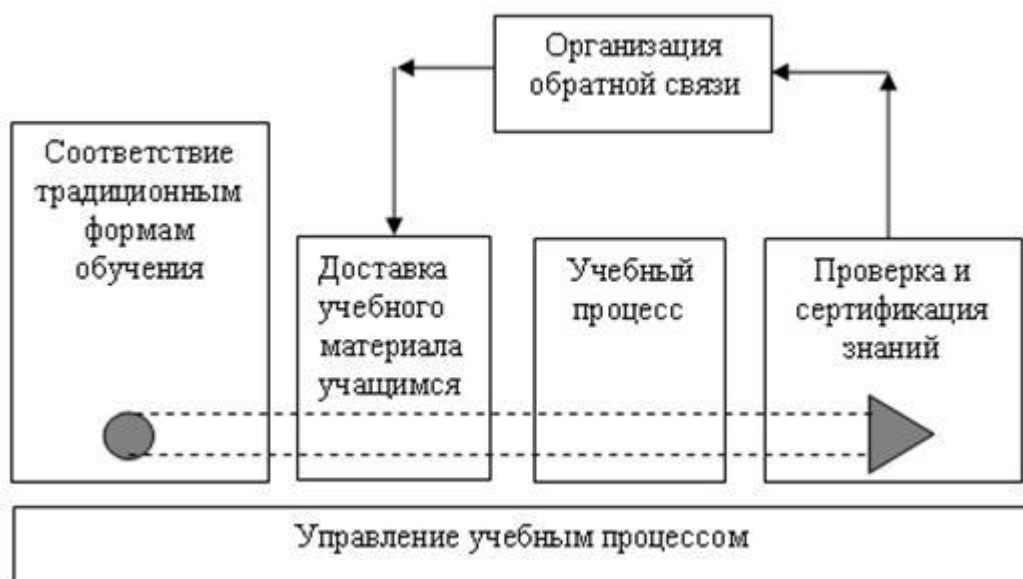 Организация
обратной связи
Соответствие
традиционным
формам
обучения
Доставка
учебного
материала
учащимся
Учебный
процесс
Проверка и
сертификация
знаний
Управление учебным процессом